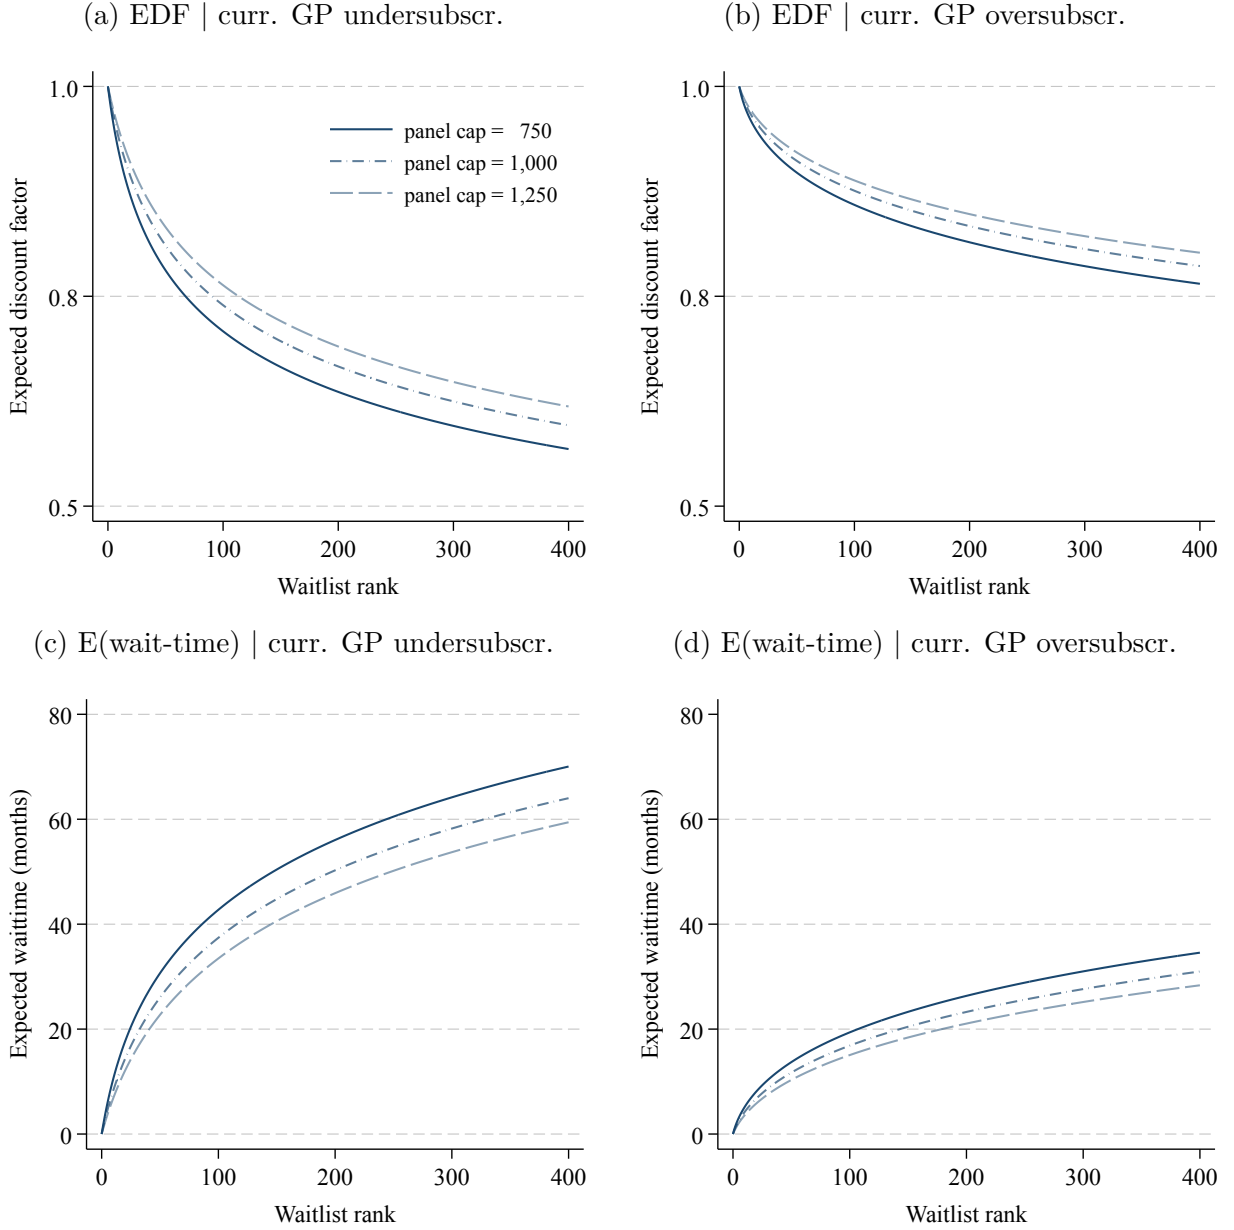 (a) EDF | curr. GP undersubscr.
Expected discount factor
1.0
0.8
0.5
panel cap = 750
panel cap = 1,000
panel cap = 1,250
0 100 200 300 400
Waitlist rank
(b) EDF | curr. GP oversubscr.
Expected discount factor
1.0
0.8
0.5
0 100 200 300 400
Waitlist rank
(c) E(wait-time) | curr. GP undersubscr.
Expected waittime (months)
80
60
40
20
0
0 100 200 300 400
Waitlist rank
(d) E(wait-time) | curr. GP oversubscr.
Expected waittime (months)
80
60
40
20
0
0 100 200 300 400
Waitlist rank